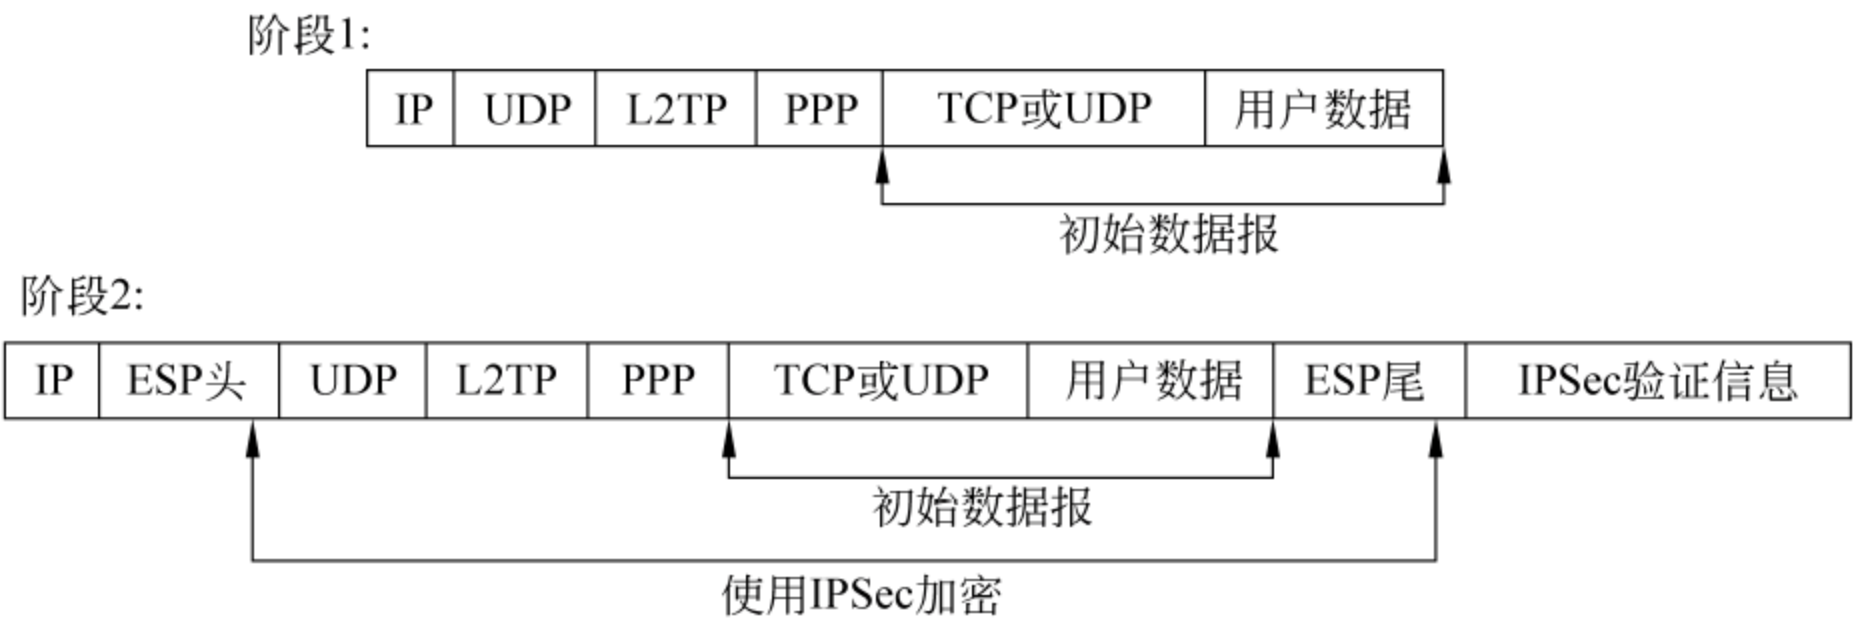 阶段1:
IP UDP L2TP PPP TCP或UDP 用户数据
初始数据报
阶段2:
IP ESP头 UDP L2TP PPP TCP或UDP 用户数据 ESP尾 IPSec验证信息
初始数据报
使用IPSec加密